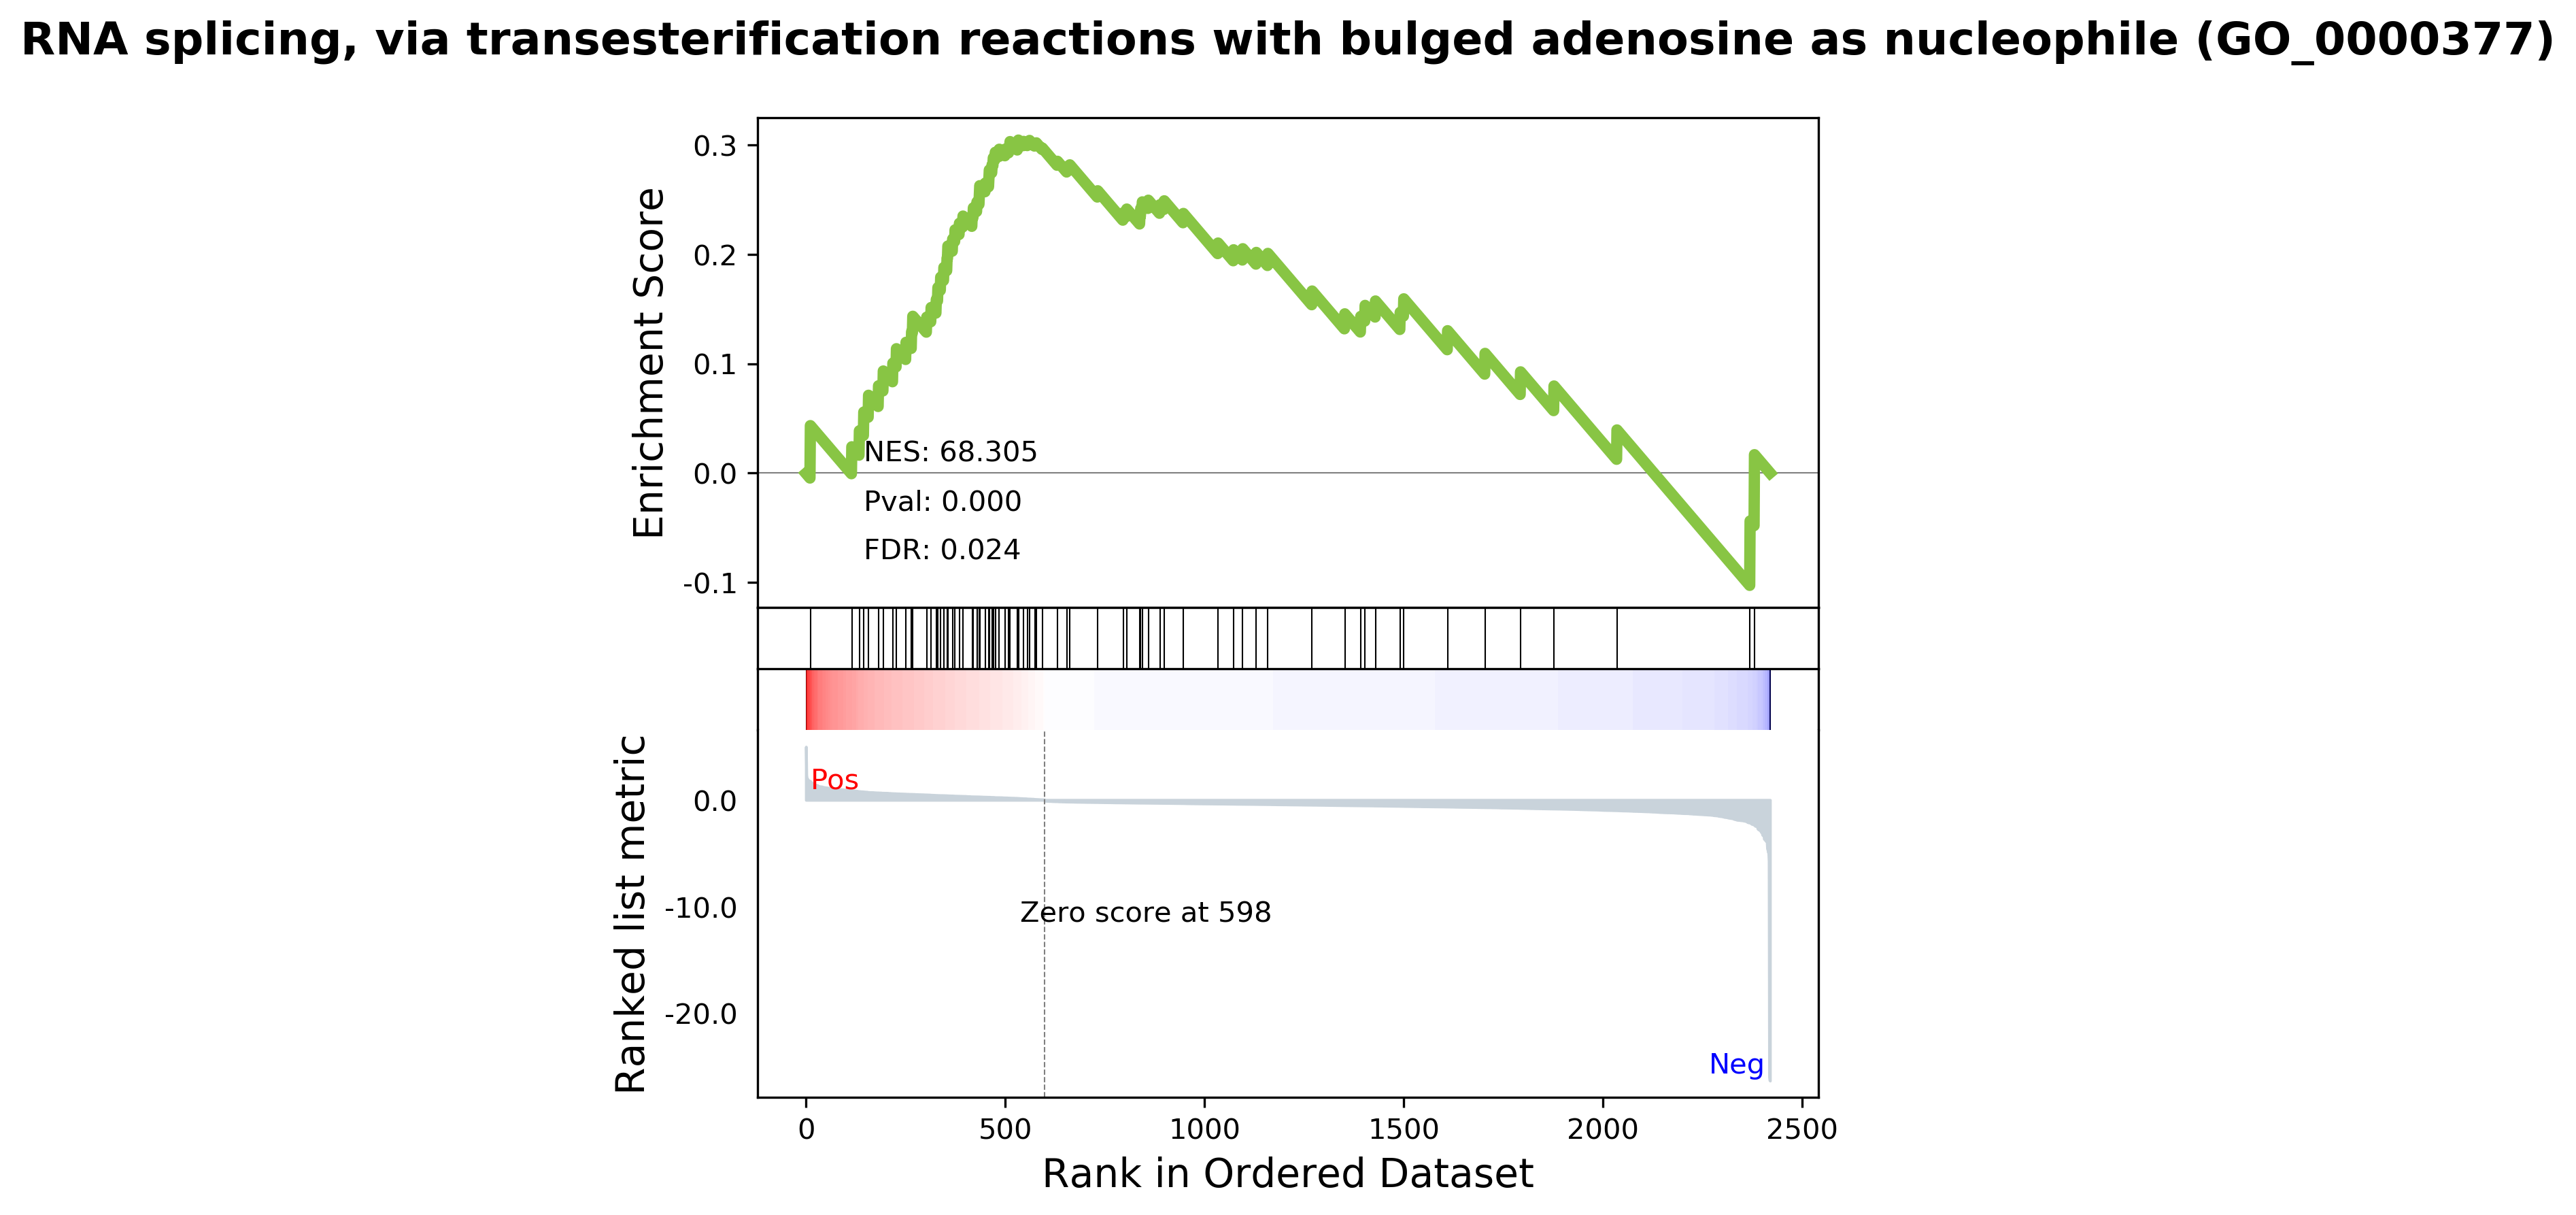 RNA splicing, via transesterification reactions with bulged adenosine as nucleophile (GO_0000377)
Enrichment Score
0.3
0.2
0.1
0.0
-0.1
NES: 68.305
Pval: 0.000
FDR: 0.024
Ranked list metric
0.0
-10.0
-20.0
Pos
Zero score at 598
Neg
0 500 1000 1500 2000 2500
Rank in Ordered Dataset